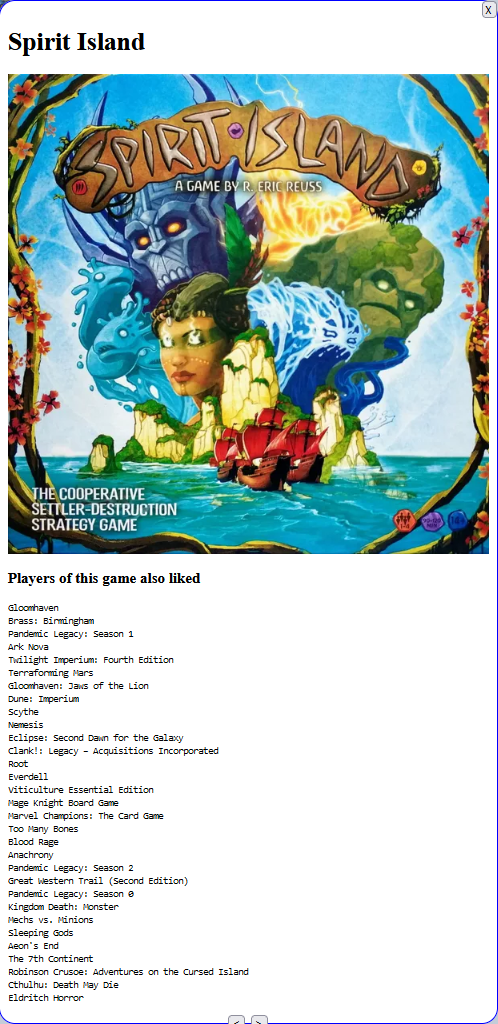 X
Spirit Island
SPIRIT ISLAND
A GAME BY R. ERIC REUSS
THE COOPERATIVE
SETTLER-DESTRUCTION
STRATEGY GAME
Players of this game also liked
Gloomhaven
Brass: Birmingham
Pandemic Legacy: Season 1
Ark Nova
Twilight Imperium: Fourth Edition
Terraforming Mars
Gloomhaven: Jaws of the Lion
Dune: Imperium
Scythe
Nemesis
Eclipse: Second Dawn for the Galaxy
Clank!: Legacy – Acquisitions Incorporated
Root
Everdell
Viticulture Essential Edition
Mage Knight Board Game
Marvel Champions: The Card Game
Too Many Bones
Blood Rage
Anachrony
Pandemic Legacy: Season 2
Great Western Trail (Second Edition)
Pandemic Legacy: Season 0
Kingdom Death: Monster
Mechs vs. Minions
Sleeping Gods
Aeon's End
The 7th Continent
Robinson Crusoe: Adventures on the Cursed Island
Cthulhu: Death May Die
Eldritch Horror
< >